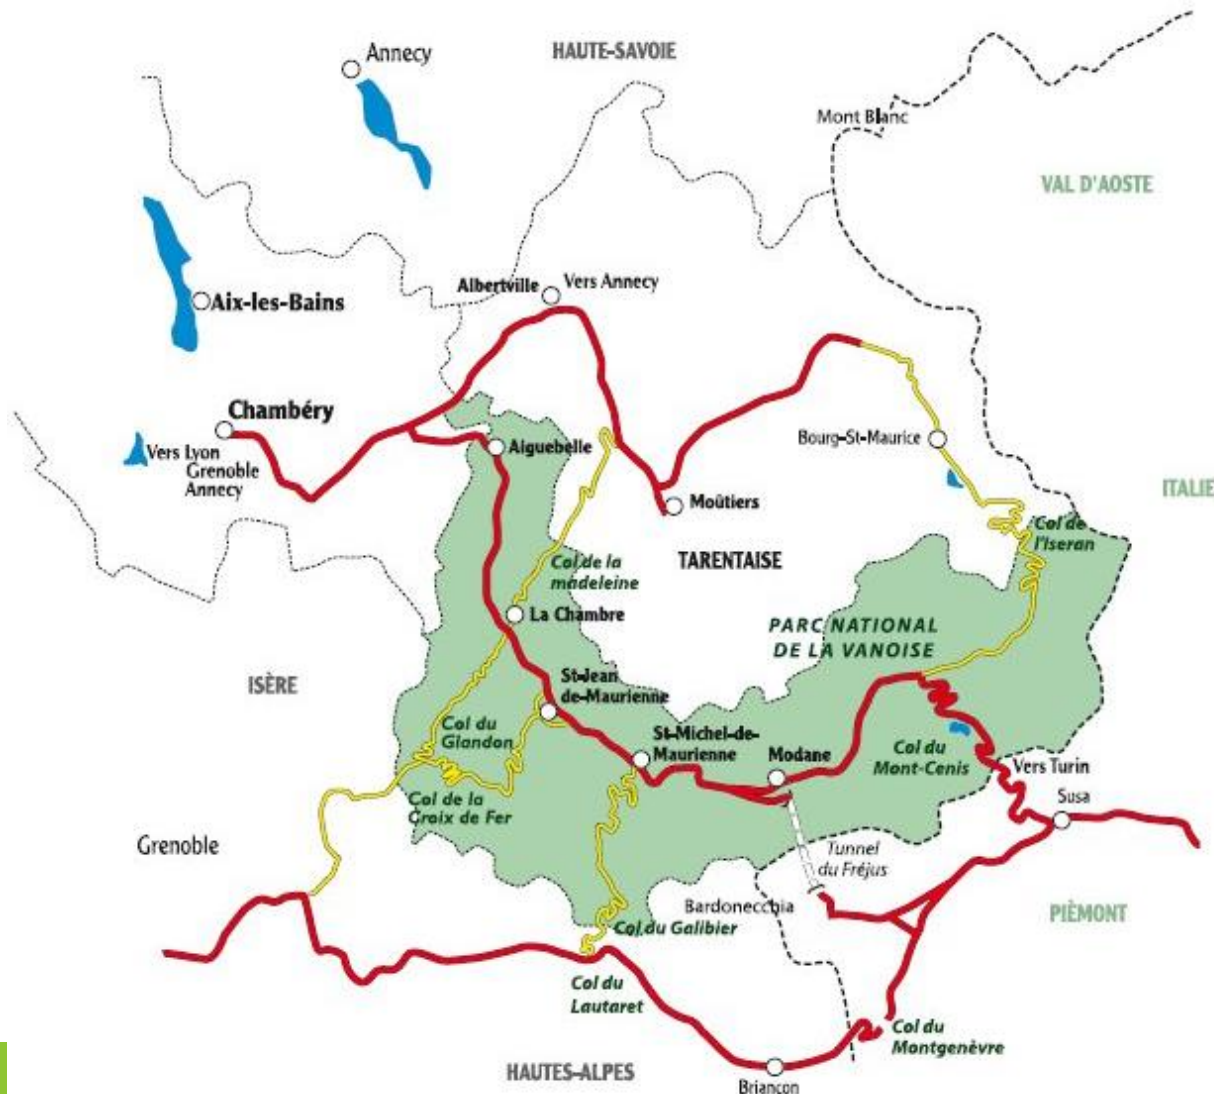 Annecy
HAUTE-SAVOIE
Mont Blanc
VAL D'AOSTE
Albertville
Vers Annecy
Aix-les-Bains
Chambéry
Vers Lyon
Grenoble
Annecy
Aiguebelle
Bourg-St-Maurice
Moûtiers
ITALIE
Col de
l'Iseran
Col de la
madeleine
TARENTAISE
La Chambre
PARC NATIONAL
DE LA VANOISE
ISÈRE
St-Jean
de-Maurienne
Col du
Glandon
St-Michel-de-
Maurienne
Modane
Col du
Mont-Cenis
Vers Turin
Susa
Col de la
Croix de Fer
Grenoble
Tunnel
du Fréjus
Bardonecchia
PIÈMONT
Col du Galibier
Col du
Lautaret
Col du
Montgenèvre
HAUTES-ALPES
Briançon